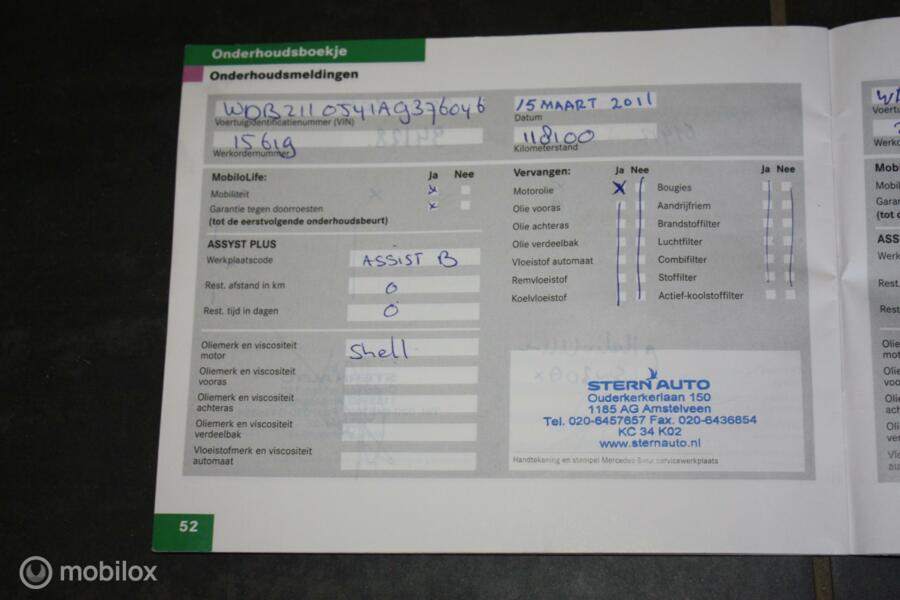 Onderhoudsboekje
Onderhoudsmeldingen
WDB2110541A9376046
Voertuigidentificatienummer (VIN)
15 MAART 2011
Datum
15619
Werkordernummer
118100
Kilometerstand
MobiloLife: Ja Nee
Mobiliteit x
Garantie tegen doorroesten x
(tot de eerstvolgende onderhoudsbeurt)
ASSYST PLUS
Werkplaatscode ASSIST B
Rest. afstand in km 0
Rest. tijd in dagen 0
Oliemerk en viscositeit
motor
Shell
Oliemerk en viscositeit
vooras
Oliemerk en viscositeit
achteras
Oliemerk en viscositeit
verdeelbak
Vloeistofmerk en viscositeit
automaat
Vervangen: Ja Nee
Motorolie X
Olie vooras
Olie achteras
Olie verdeelbak
Vloeistof automaat
Remvloeistof
Koelvloeistof
Ja Nee
Bougies
Aandrijfriem
Brandstoffilter
Luchtfilter
Combifilter
Stoffilter
Actief-koolstoffilter
STERN AUTO
Ouderkerkerlaan 150
1185 AG Amstelveen
Tel. 020-6457657 Fax. 020-6436854
KC 34 K02
www.sternauto.nl
Handtekening en stempel Mercedes-Benz servicewerkplaats
52
mobilox